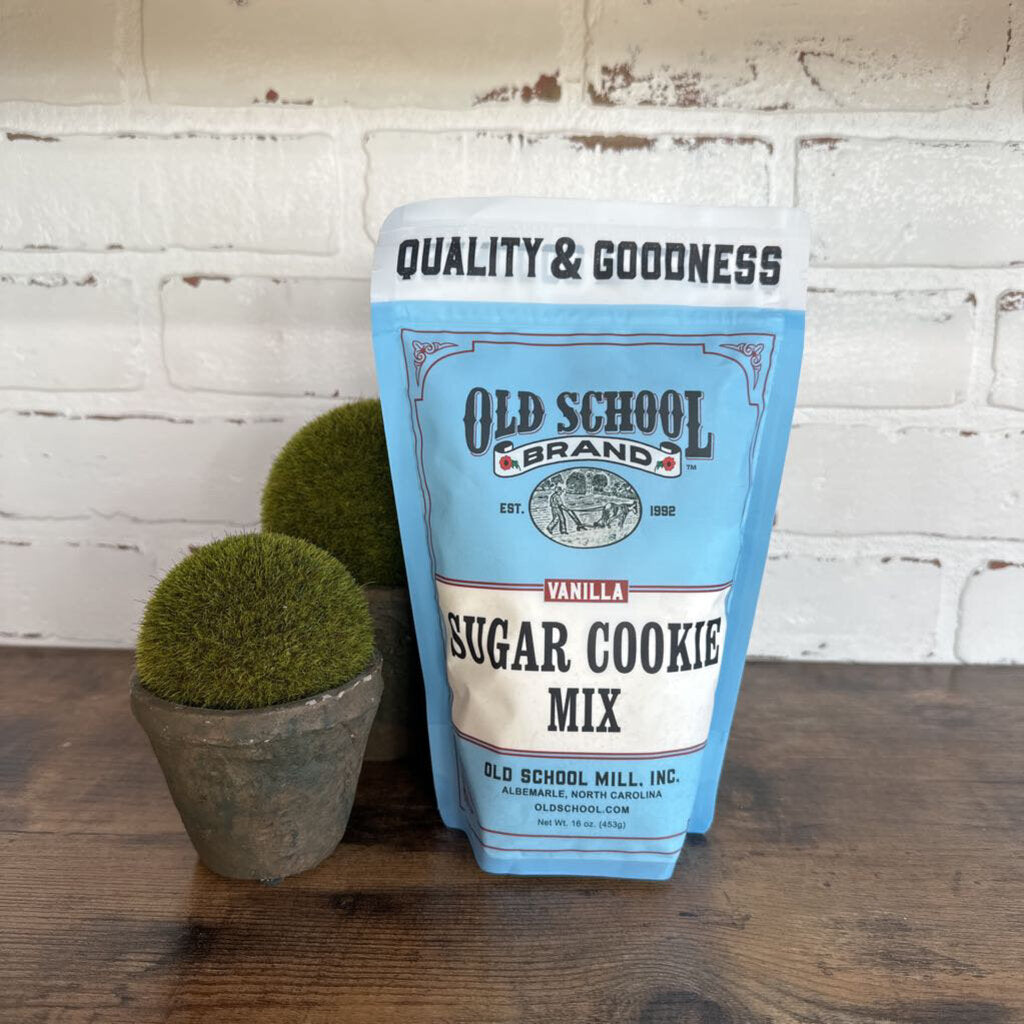 QUALITY & GOODNESS
OLD SCHOOL
BRAND™
EST. 1992
VANILLA
SUGAR COOKIE
MIX
OLD SCHOOL MILL, INC.
ALBEMARLE, NORTH CAROLINA
OLDSCHOOL.COM
Net Wt. 16 oz. (453g)